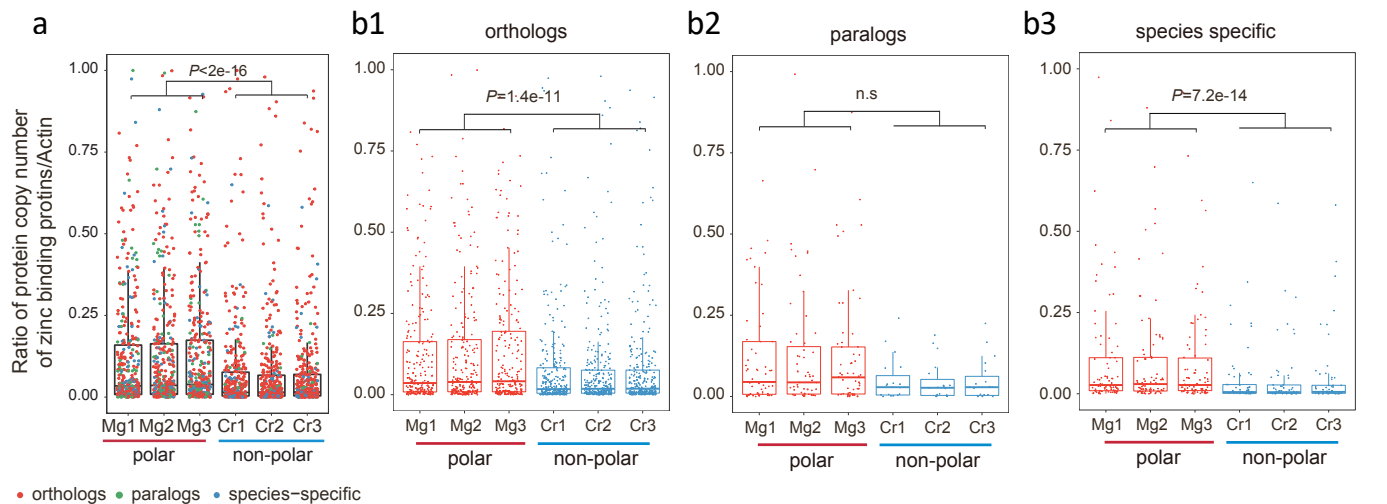 a
Ratio of protein copy number
of zinc binding protins/Actin
1.00
0.75
0.50
0.25
0.00
P<2e-16
Mg1 Mg2 Mg3 Cr1 Cr2 Cr3
polar non-polar
orthologs paralogs species-specific
b1
orthologs
1.00
0.75
0.50
0.25
0.00
P=1.4e-11
Mg1 Mg2 Mg3 Cr1 Cr2 Cr3
polar non-polar
b2
paralogs
1.00
0.75
0.50
0.25
0.00
n.s
Mg1 Mg2 Mg3 Cr1 Cr2 Cr3
polar non-polar
b3
species specific
1.00
0.75
0.50
0.25
0.00
P=7.2e-14
Mg1 Mg2 Mg3 Cr1 Cr2 Cr3
polar non-polar